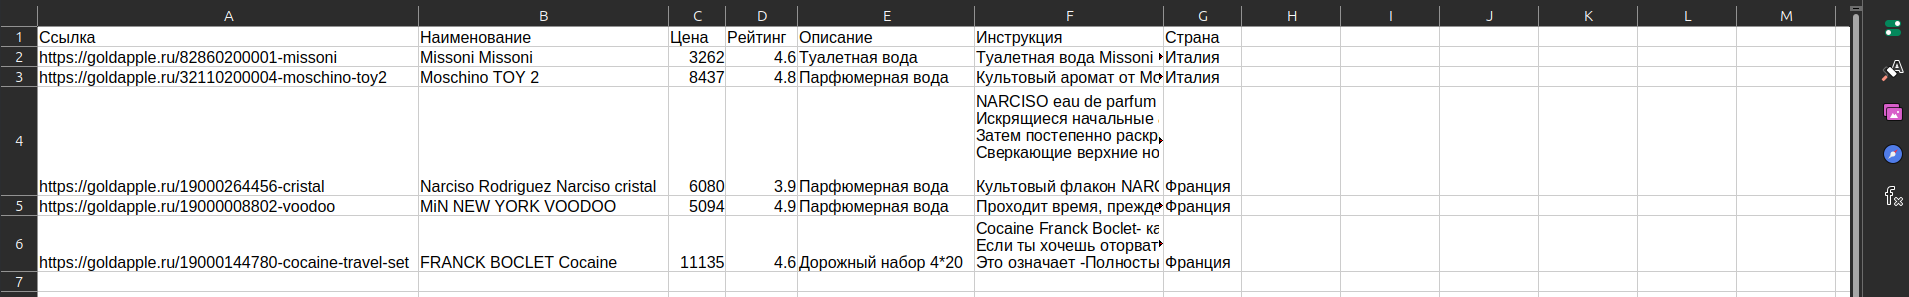 A B C D E F G H I J K L M
1 Ссылка Наименование Цена Рейтинг Описание Инструкция Страна
2 https://goldapple.ru/82860200001-missoni Missoni Missoni 3262 4.6 Туалетная вода Туалетная вода Missoni Италия
3 https://goldapple.ru/32110200004-moschino-toy2 Moschino TOY 2 8437 4.8 Парфюмерная вода Культовый аромат от Мо Италия
NARCISO eau de parfum
Искрящиеся начальные
Затем постепенно раскр
Сверкающие верхние но
4 https://goldapple.ru/19000264456-cristal Narciso Rodriguez Narciso cristal 6080 3.9 Парфюмерная вода Культовый флакон NARC Франция
5 https://goldapple.ru/19000008802-voodoo MiN NEW YORK VOODOO 5094 4.9 Парфюмерная вода Проходит время, прежде Франция
Cocaine Franck Boclet- ка
Если ты хочешь оторват
6 https://goldapple.ru/19000144780-cocaine-travel-set FRANCK BOCLET Cocaine 11135 4.6 Дорожный набор 4*20 Это означает -Полносты Франция
7